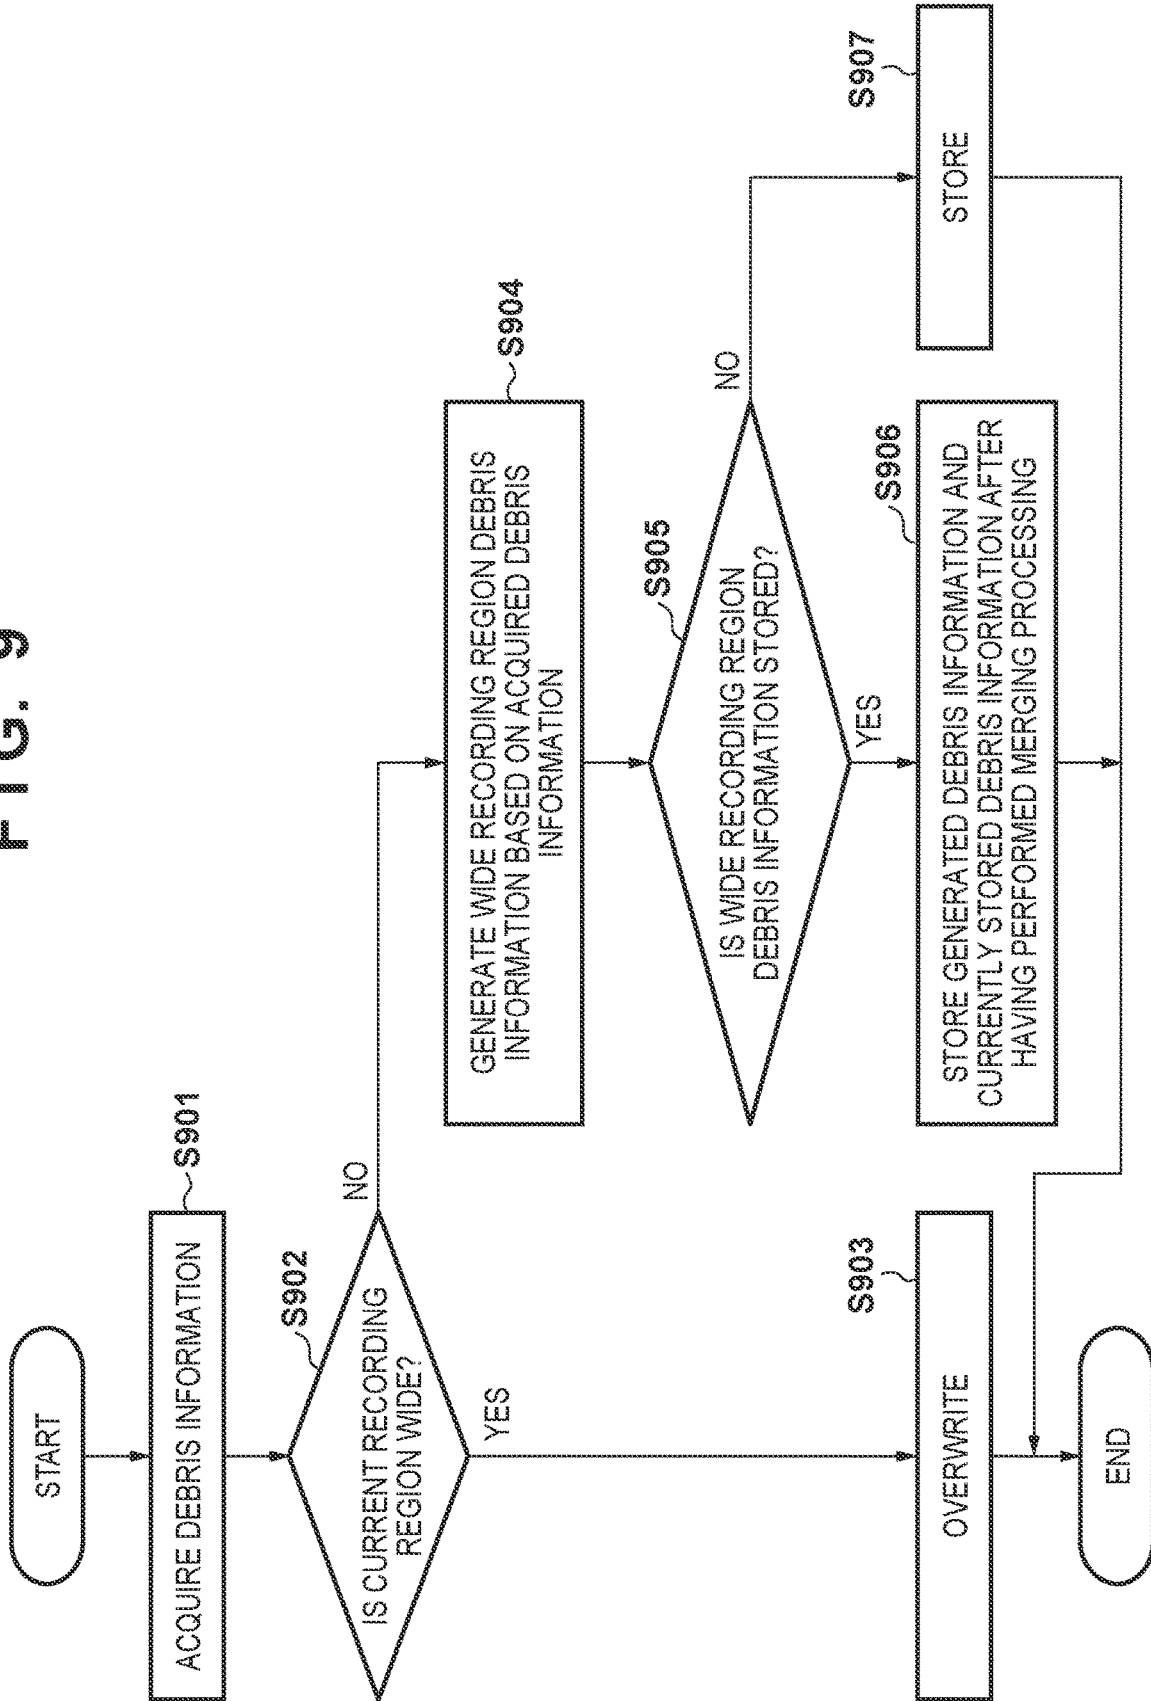 FIG. 9
START
ACQUIRE DEBRIS INFORMATION
S901
IS CURRENT RECORDING
REGION WIDE?
S902
NO
YES
OVERWRITE
S903
GENERATE WIDE RECORDING REGION DEBRIS
INFORMATION BASED ON ACQUIRED DEBRIS
INFORMATION
S904
IS WIDE RECORDING REGION
DEBRIS INFORMATION STORED?
S905
NO
YES
STORE GENERATED DEBRIS INFORMATION AND
CURRENTLY STORED DEBRIS INFORMATION AFTER
HAVING PERFORMED MERGING PROCESSING
S906
STORE
S907
END